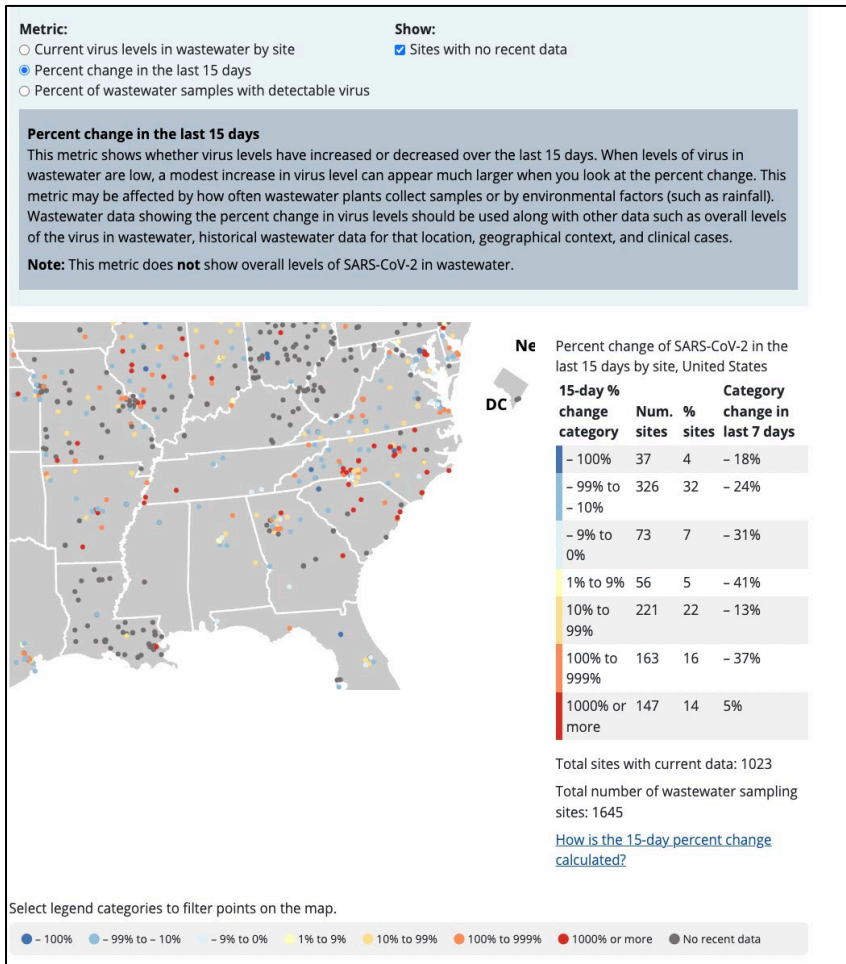 Metric:
Current virus levels in wastewater by site
Percent change in the last 15 days
Percent of wastewater samples with detectable virus
Show:
Sites with no recent data
Percent change in the last 15 days
This metric shows whether virus levels have increased or decreased over the last 15 days. When levels of virus in
wastewater are low, a modest increase in virus level can appear much larger when you look at the percent change. This
metric may be affected by how often wastewater plants collect samples or by environmental factors (such as rainfall).
Wastewater data showing the percent change in virus levels should be used along with other data such as overall levels
of the virus in wastewater, historical wastewater data for that location, geographical context, and clinical cases.
Note: This metric does not show overall levels of SARS-CoV-2 in wastewater.
Ne
DC
Percent change of SARS-CoV-2 in the
last 15 days by site, United States
15-day % change category Num. sites % sites Category change in last 7 days
– 100% 37 4 – 18%
– 99% to – 10% 326 32 – 24%
– 9% to 0% 73 7 – 31%
1% to 9% 56 5 – 41%
10% to 99% 221 22 – 13%
100% to 999% 163 16 – 37%
1000% or more 147 14 5%
Total sites with current data: 1023
Total number of wastewater sampling
sites: 1645
How is the 15-day percent change
calculated?
Select legend categories to filter points on the map.
– 100% – 99% to – 10% – 9% to 0% 1% to 9% 10% to 99% 100% to 999% 1000% or more No recent data